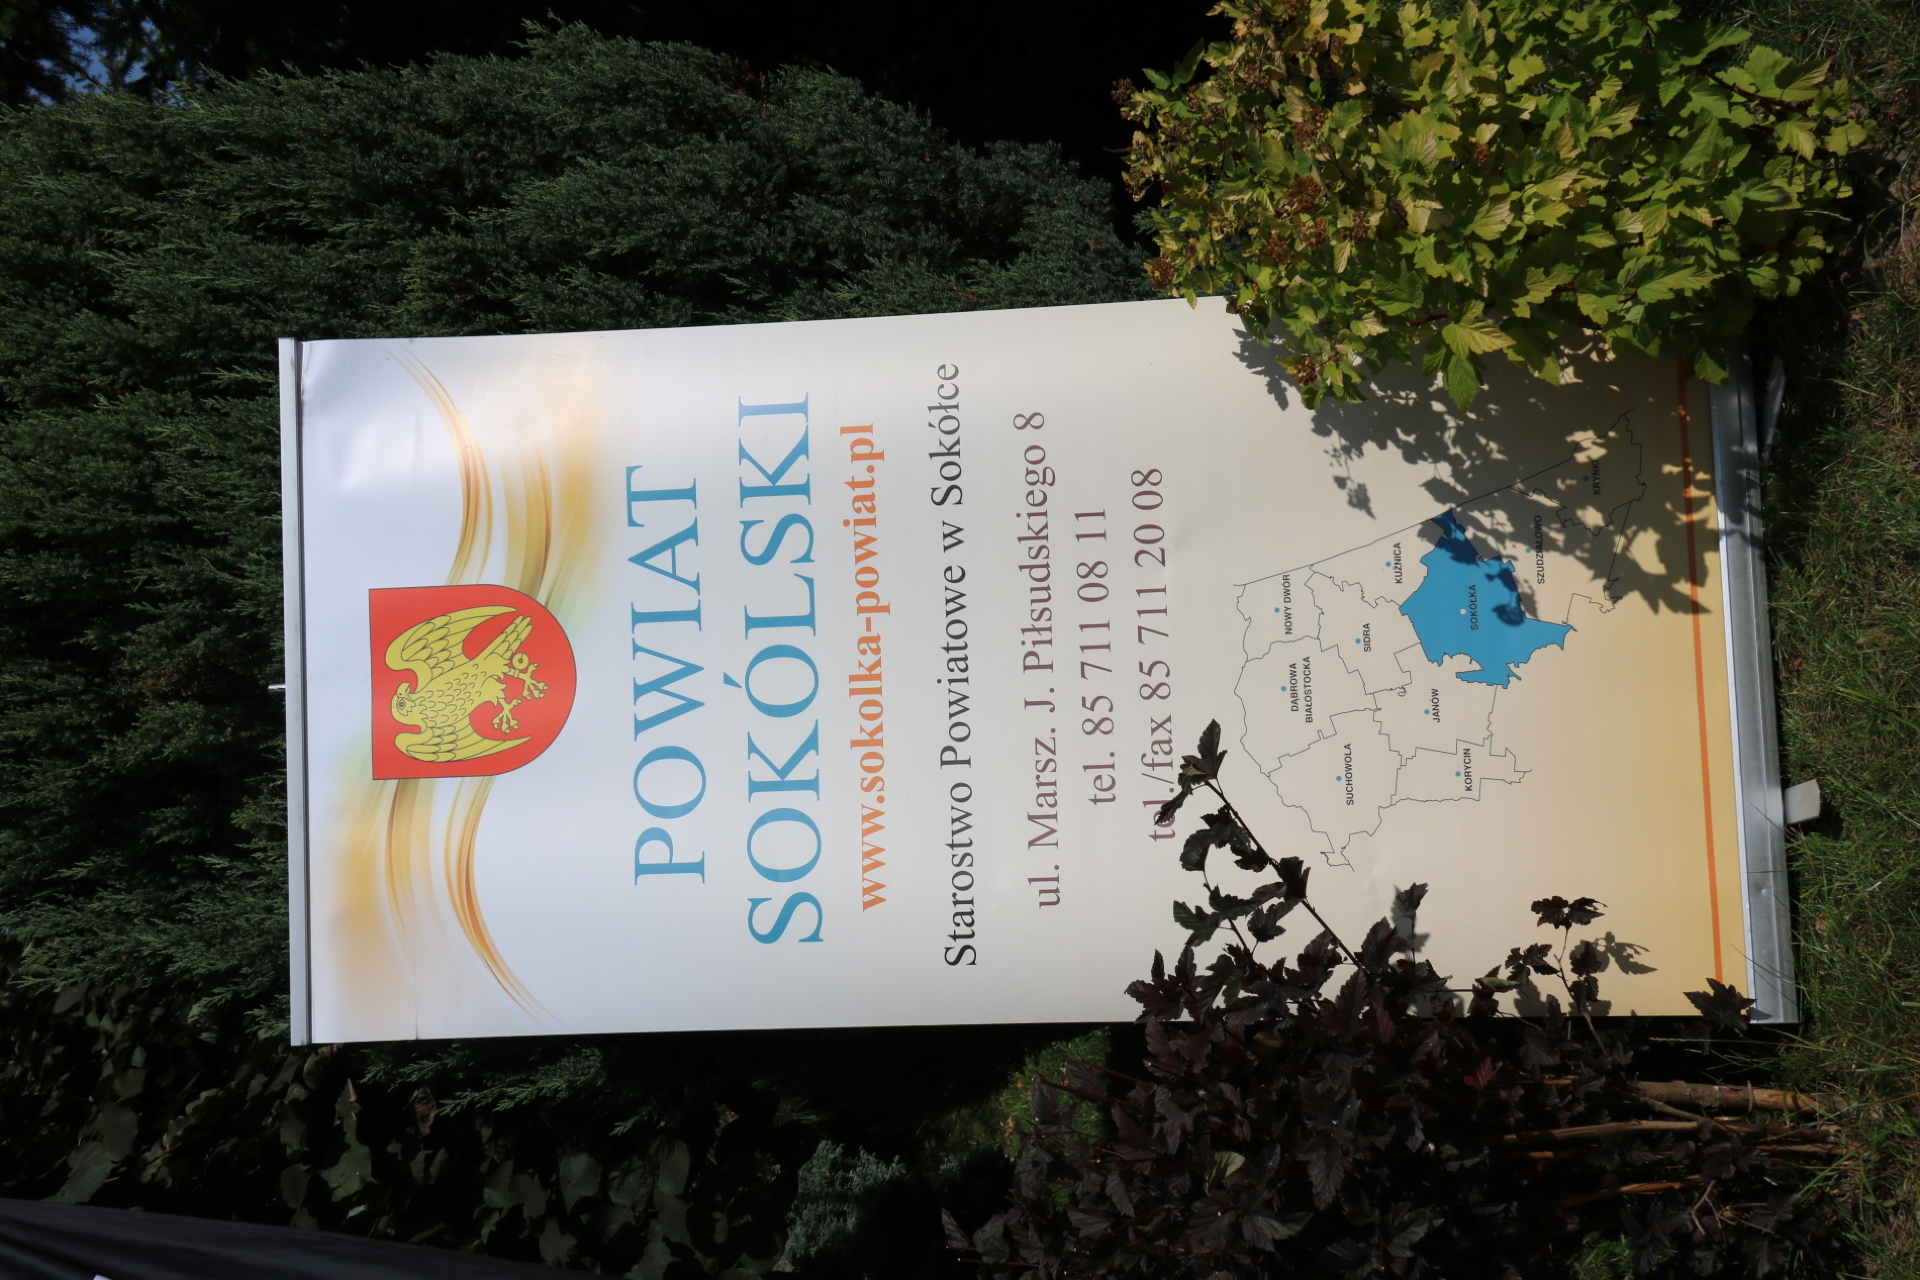 POWIAT
SOKÓLSKI
www.sokolka-powiat.pl
Starostwo Powiatowe w Sokółce
ul. Marsz. J. Piłsudskiego 8
tel. 85 711 08 11
tel./fax 85 711 20 08
NOWY DWÓR
KUŹNICA
DĄBROWA
BIAŁOSTOCKA
SIDRA
SUCHOWOLA
JANÓW
SOKÓŁKA
KORYCIN
SZUDZIAŁOWO
KRYNKI